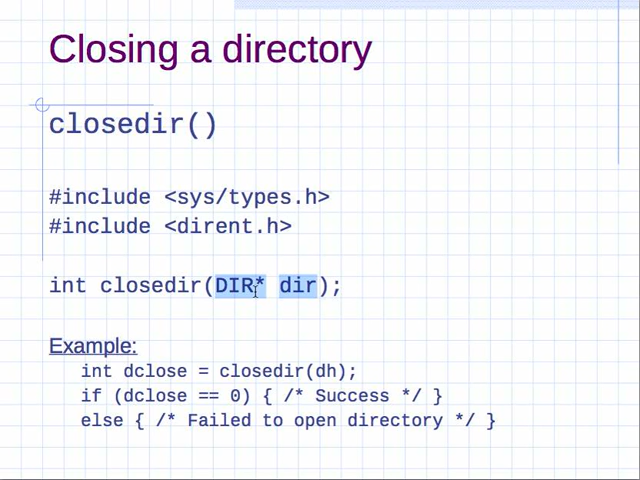 Closing a directory
closedir()
#include <sys/types.h>
#include <dirent.h>
int closedir(DIR* dir);
Example:
int dclose = closedir(dh);
if (dclose == 0) { /* Success */ }
else { /* Failed to open directory */ }